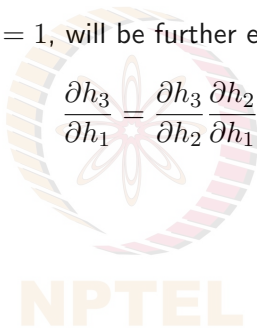 = 1, will be further e
∂h₃/∂h₁ = ∂h₃/∂h₂ ∂h₂/∂h₁
NPTEL